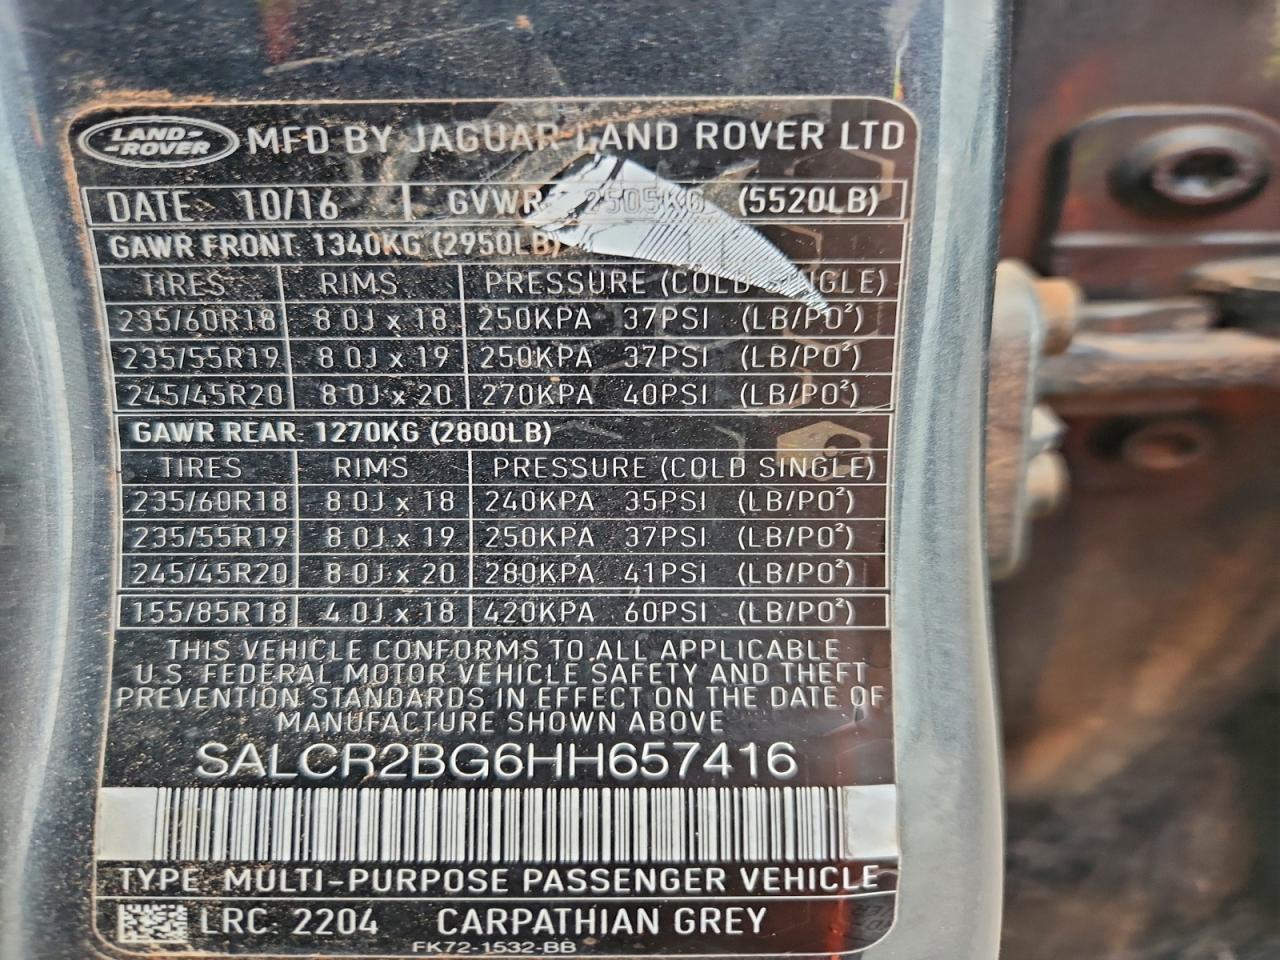 LAND-
-ROVER
MFD BY JAGUAR LAND ROVER LTD
DATE 10/16 GVWR 2505KG (5520LB)
GAWR FRONT 1340KG (2950LB)
TIRES RIMS PRESSURE (COLD SINGLE)
235/60R18 8 0J x 18 250KPA 37PSI (LB/PO²)
235/55R19 8 0J x 19 250KPA 37PSI (LB/PO²)
245/45R20 8 0J x 20 270KPA 40PSI (LB/PO²)
GAWR REAR: 1270KG (2800LB)
TIRES RIMS PRESSURE (COLD SINGLE)
235/60R18 8 0J x 18 240KPA 35PSI (LB/PO²)
235/55R19 8 0J x 19 250KPA 37PSI (LB/PO²)
245/45R20 8 0J x 20 280KPA 41PSI (LB/PO²)
155/85R18 4 0J x 18 420KPA 60PSI (LB/PO²)
THIS VEHICLE CONFORMS TO ALL APPLICABLE
U.S. FEDERAL MOTOR VEHICLE SAFETY AND THEFT
PREVENTION STANDARDS IN EFFECT ON THE DATE OF
MANUFACTURE SHOWN ABOVE
SALCR2BG6HH657416
TYPE: MULTI-PURPOSE PASSENGER VEHICLE
LRC: 2204 CARPATHIAN GREY
FK72-1532-BB